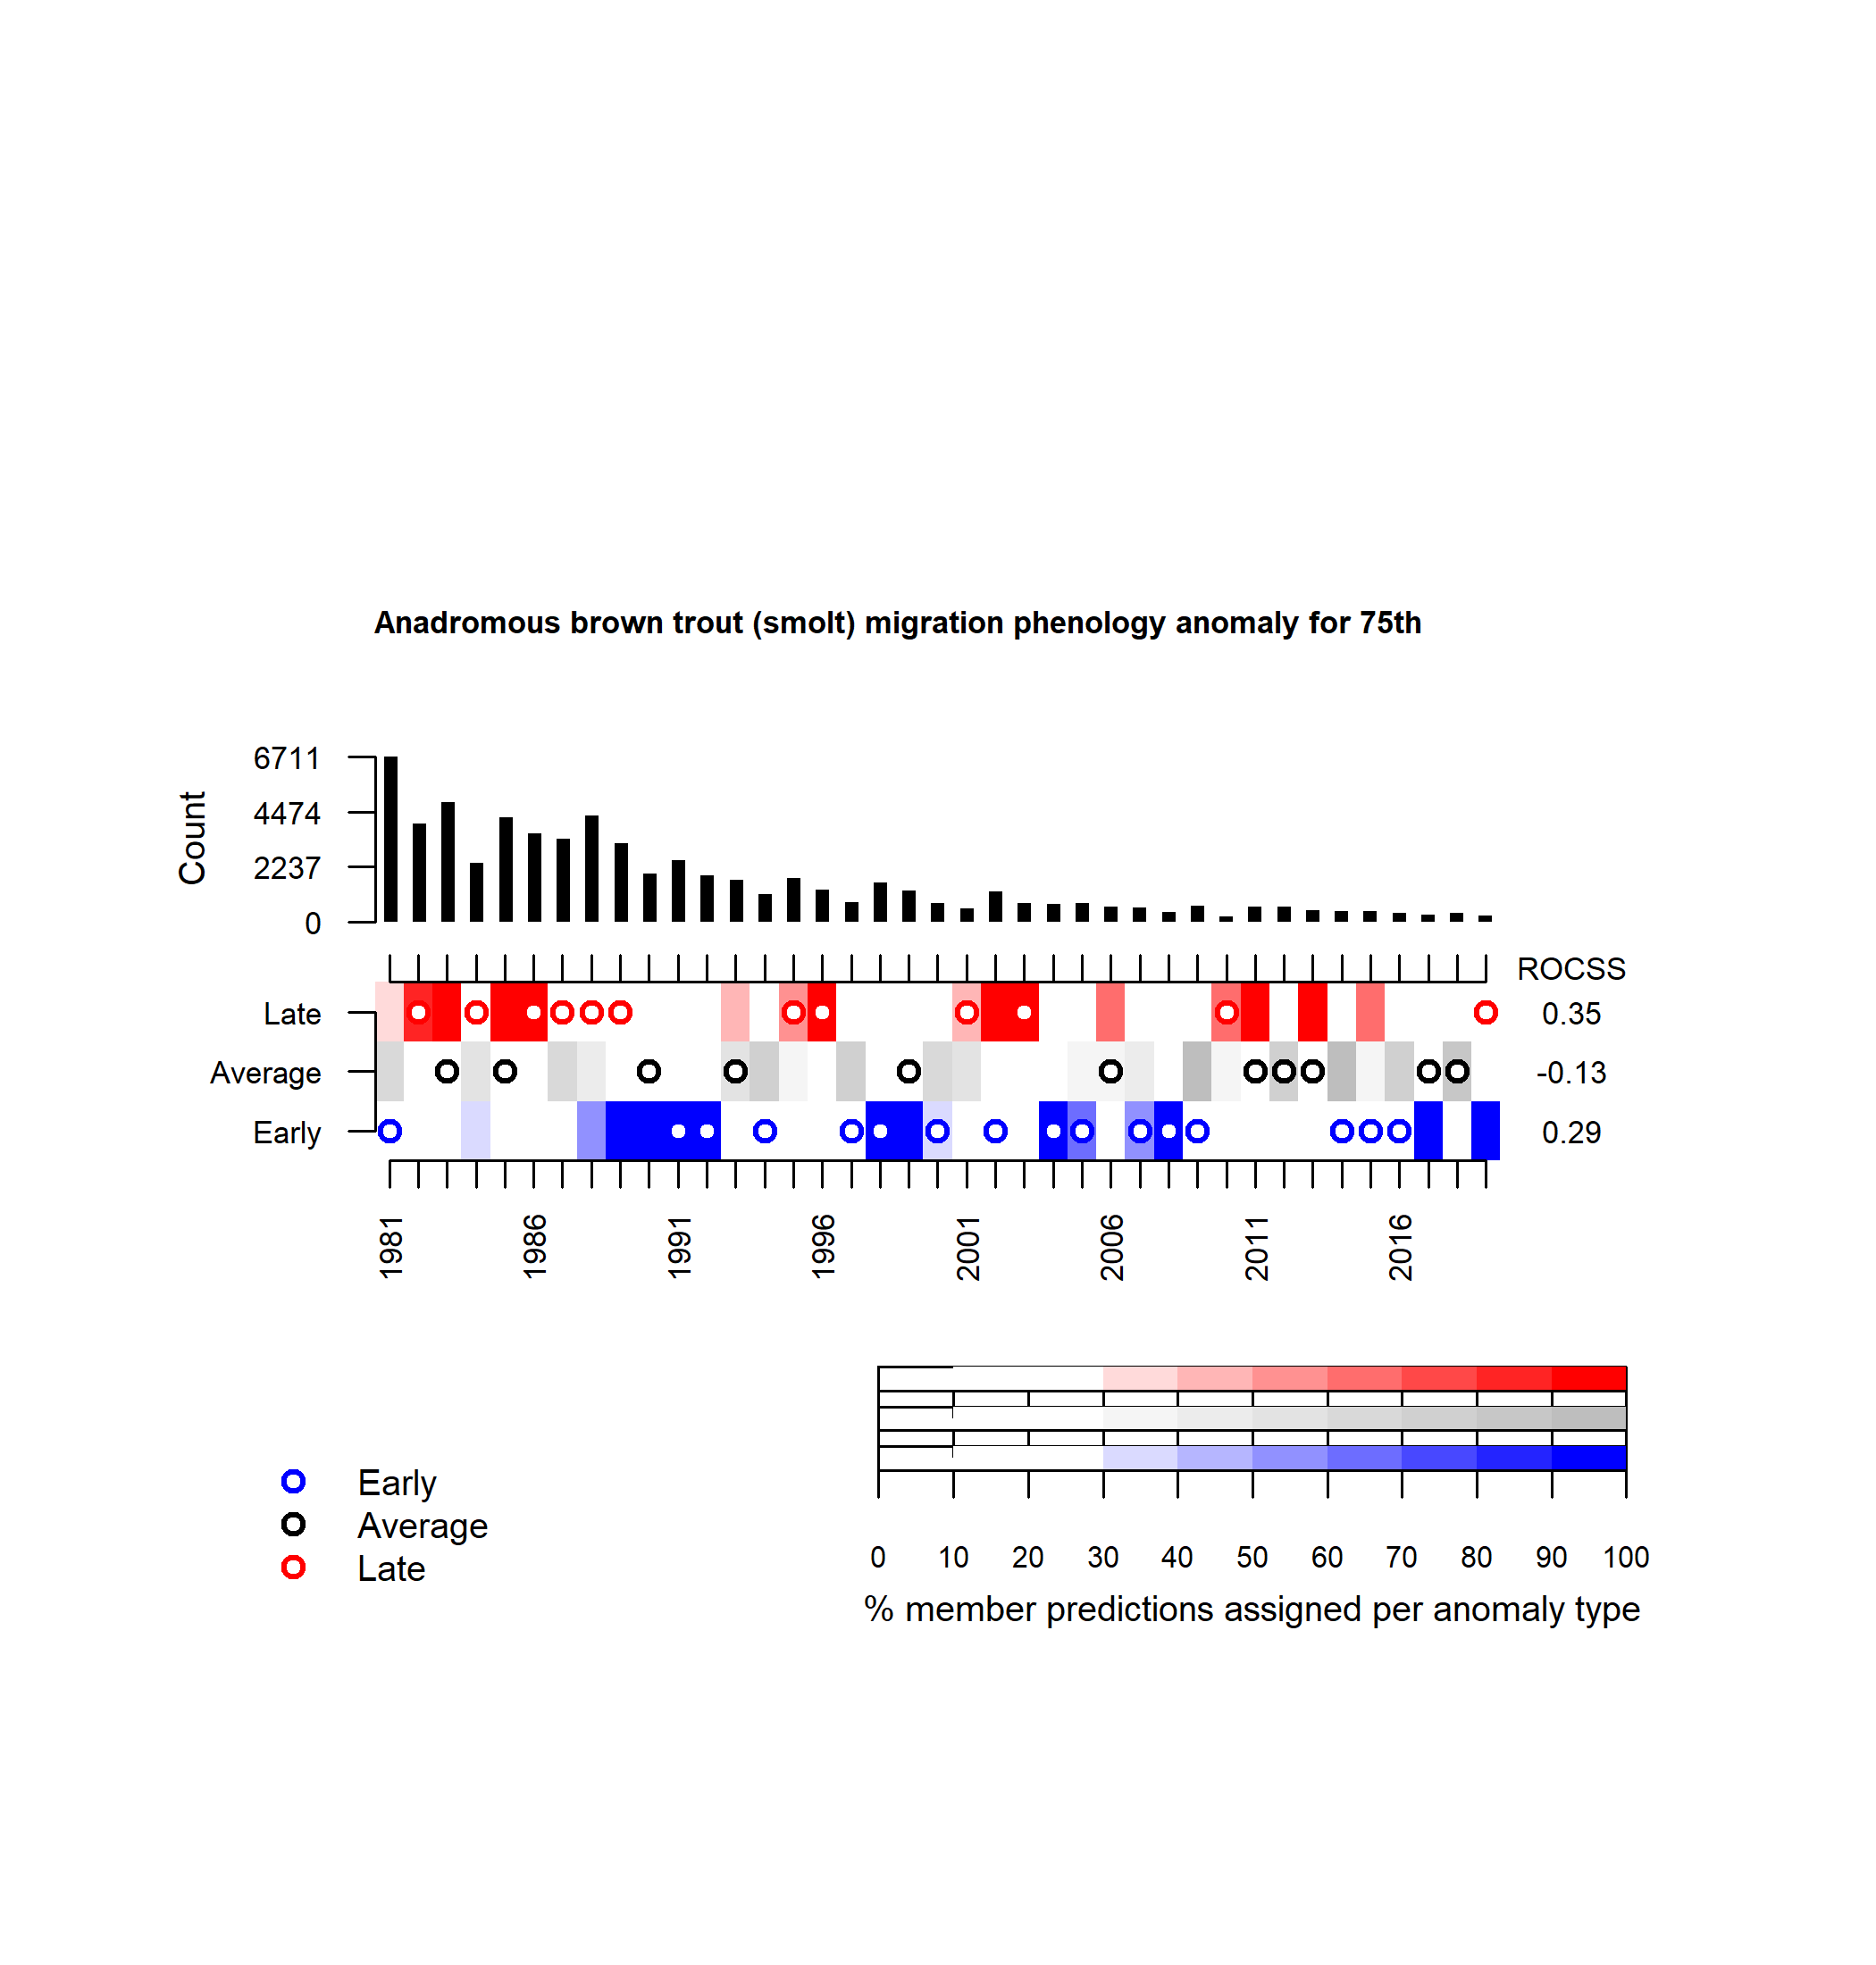 Anadromous brown trout (smolt) migration phenology anomaly for 75th
Count
6711
4474
2237
0
ROCSS
Late 0.35
Average -0.13
Early 0.29
1981 1986 1991 1996 2001 2006 2011 2016
Early
Average
Late
0 10 20 30 40 50 60 70 80 90 100
% member predictions assigned per anomaly type